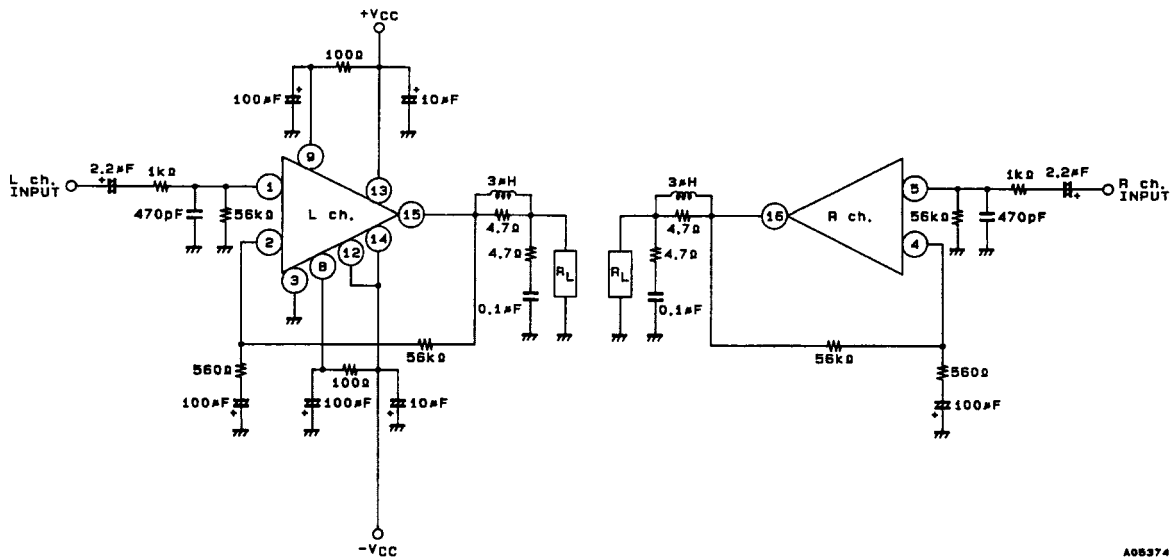 +VCC
100Ω
100μF
+
+
10μF
9
L ch.
INPUT
2.2μF
+
1kΩ
470pF
56kΩ
1
2
3
8
12
13
14
15
L ch.
3μH
4.7Ω
4.7Ω
0.1μF
RL
56kΩ
560Ω
100μF
+
100Ω
100μF
+
10μF
+
-VCC
3μH
4.7Ω
4.7Ω
0.1μF
RL
16
R ch.
5
4
56kΩ
470pF
1kΩ
2.2μF
+
R ch.
INPUT
56kΩ
560Ω
100μF
+
A05374